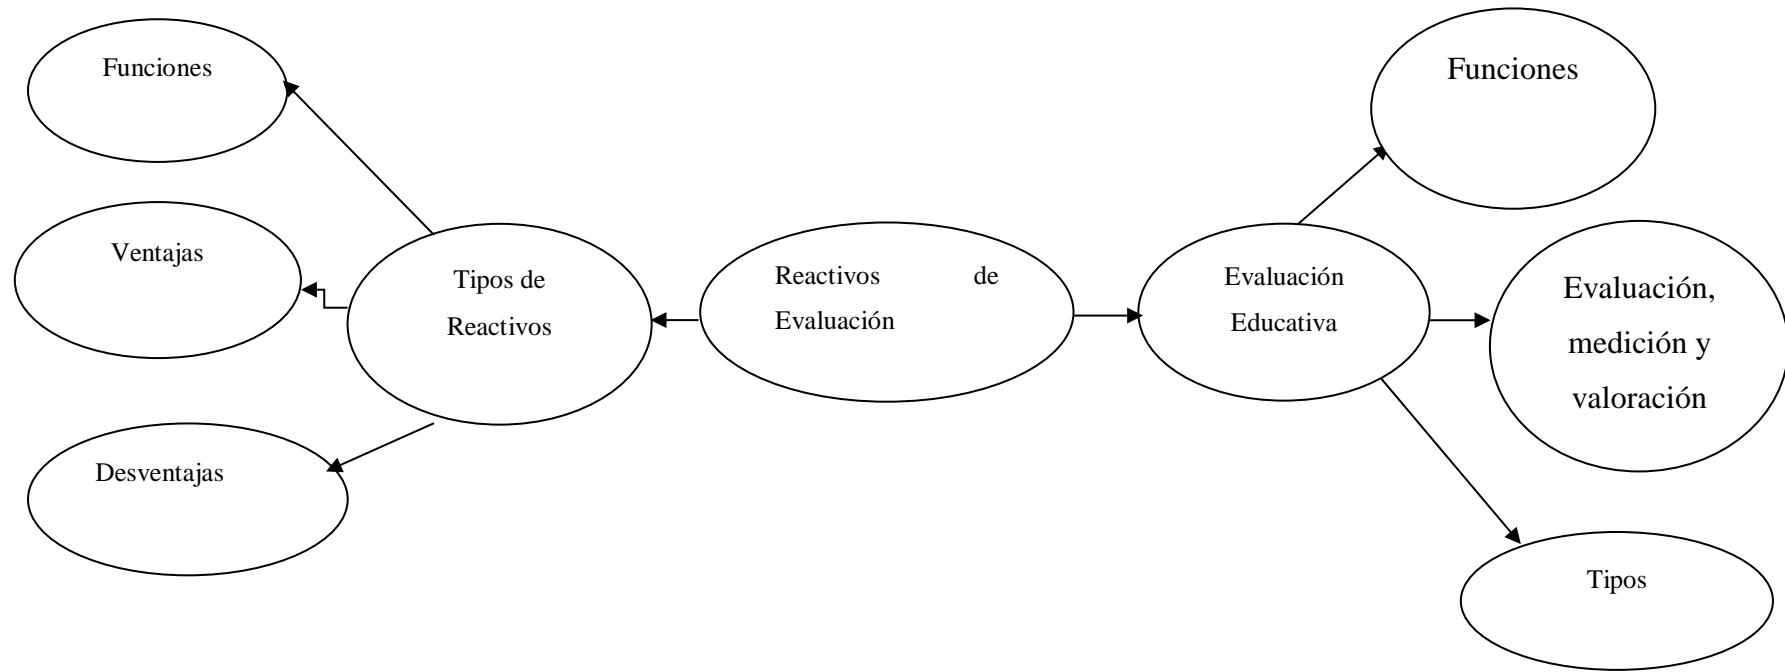 Funciones
Funciones
Ventajas
Tipos de
Reactivos
Reactivos de
Evaluación
Evaluación
Educativa
Evaluación,
medición y
valoración
Desventajas
Tipos